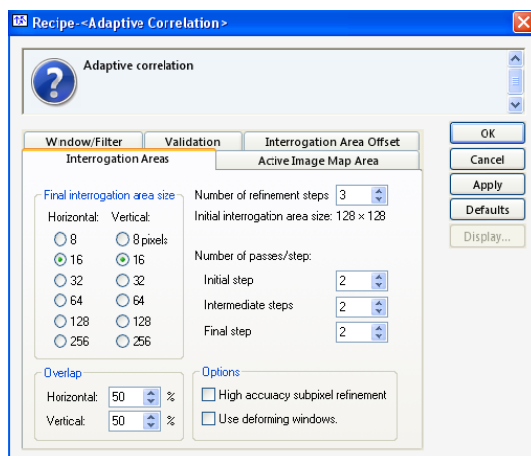 Recipe-<Adaptive Correlation>
Adaptive correlation
Window/Filter Validation Interrogation Area Offset
Interrogation Areas Active Image Map Area
OK
Cancel
Apply
Defaults
Display...
Final interrogation area size
Horizontal: Vertical:
8 8 pixels
16 16
32 32
64 64
128 128
256 256
Number of refinement steps 3
Initial interrogation area size: 128 × 128
Number of passes/step:
Initial step 2
Intermediate steps 2
Final step 2
Overlap
Horizontal: 50 %
Vertical: 50 %
Options
High accuracy subpixel refinement
Use deforming windows.